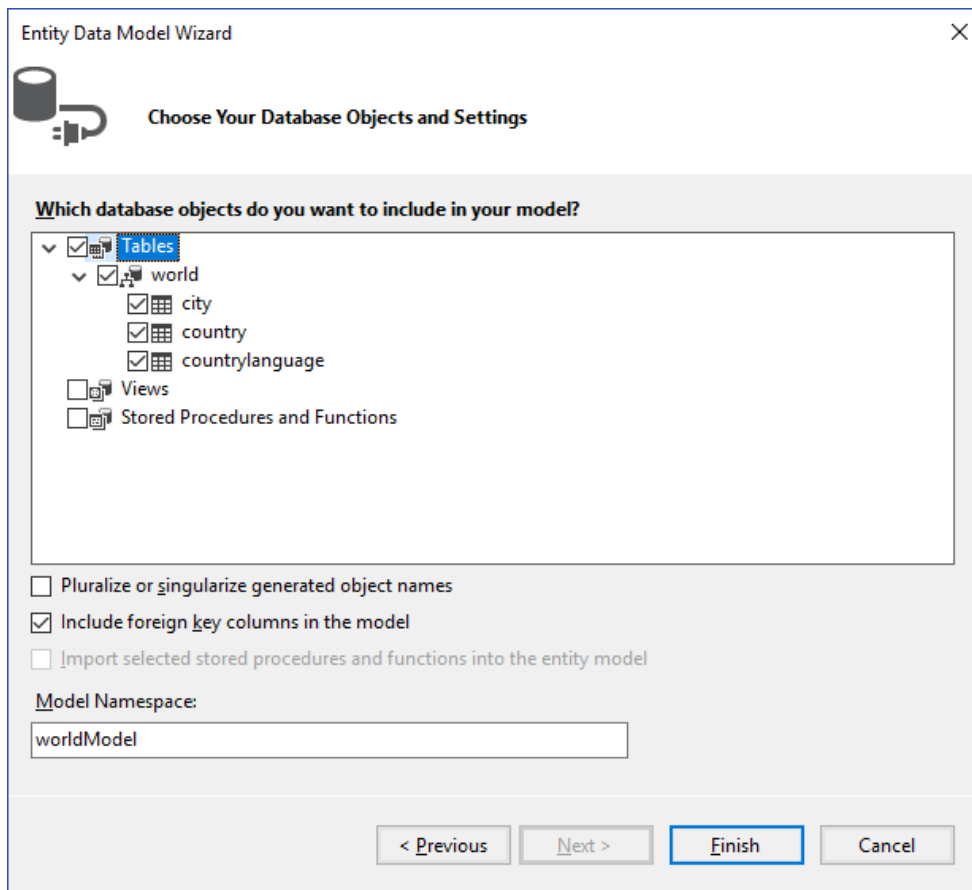 Entity Data Model Wizard
Choose Your Database Objects and Settings
Which database objects do you want to include in your model?
Tables
world
city
country
countrylanguage
Views
Stored Procedures and Functions
Pluralize or singularize generated object names
Include foreign key columns in the model
Import selected stored procedures and functions into the entity model
Model Namespace:
worldModel
< Previous Next > Finish Cancel